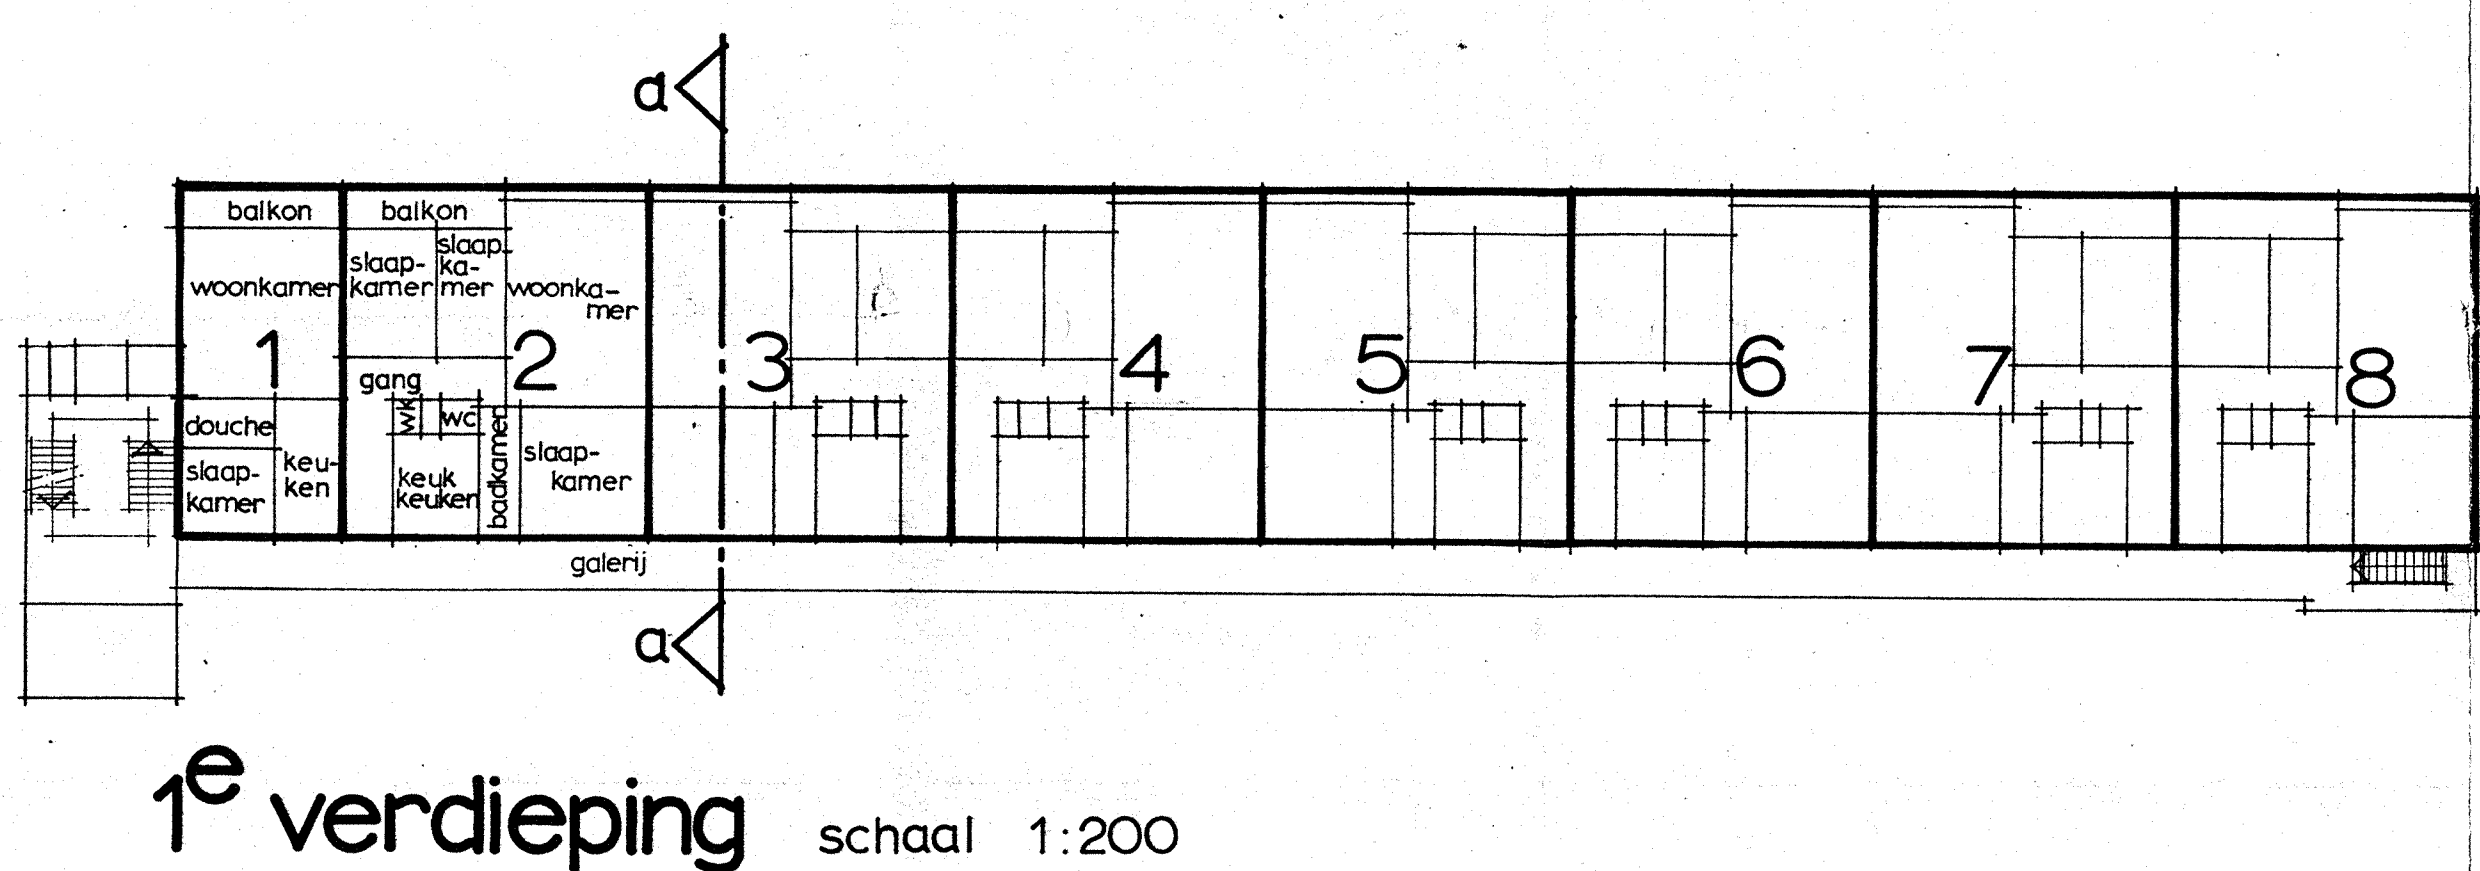 a
balkon
balkon
woonkamer
slaap-
kamer
slaap
ka-
mer
woonka-
mer
1
2
3
4
5
6
7
8
gang
wk
wc
douche
slaap-
kamer
keu-
ken
keuk
keuken
badkamer
slaap-
kamer
galerij
a
1e verdieping schaal 1:200